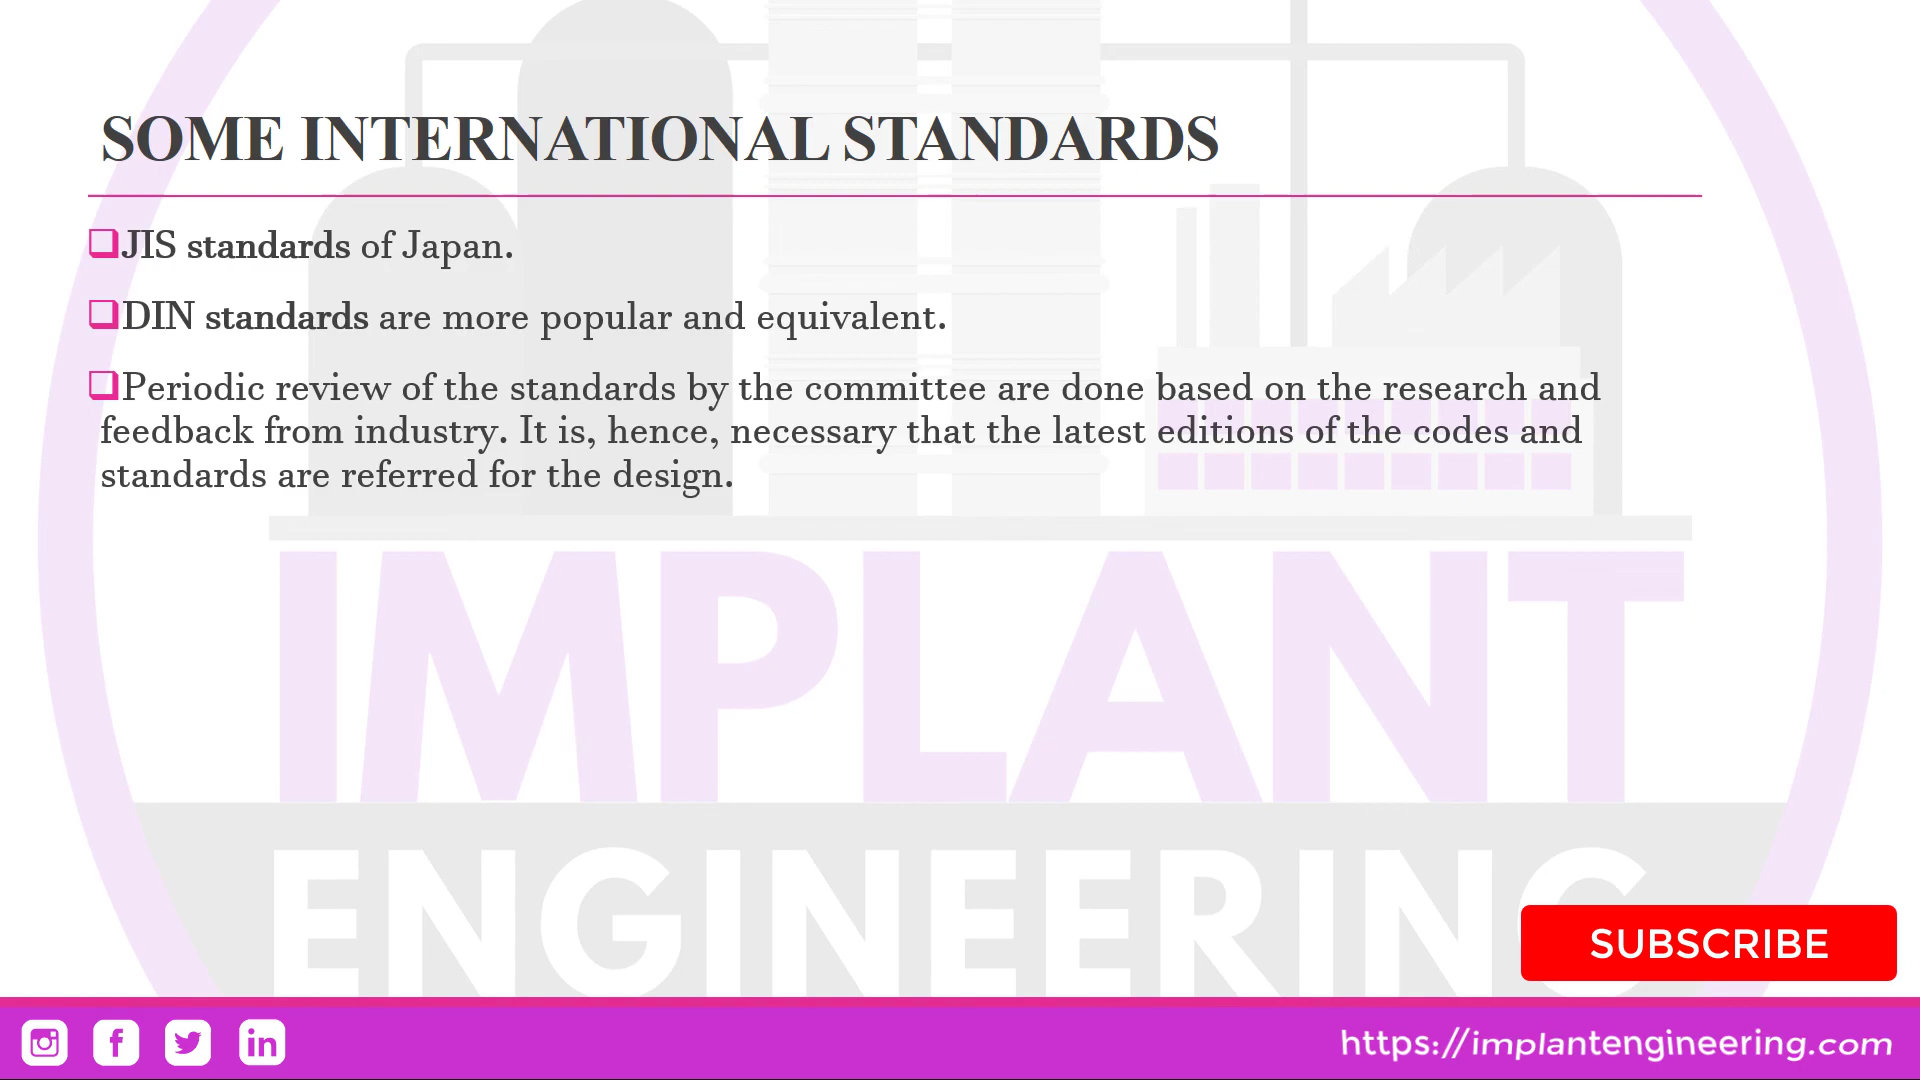 SOME INTERNATIONAL STANDARDS
JIS standards of Japan.
DIN standards are more popular and equivalent.
Periodic review of the standards by the committee are done based on the research and
feedback from industry. It is, hence, necessary that the latest editions of the codes and
standards are referred for the design.
IMPLANT
ENGINEERING
SUBSCRIBE
https://implantengineering.com